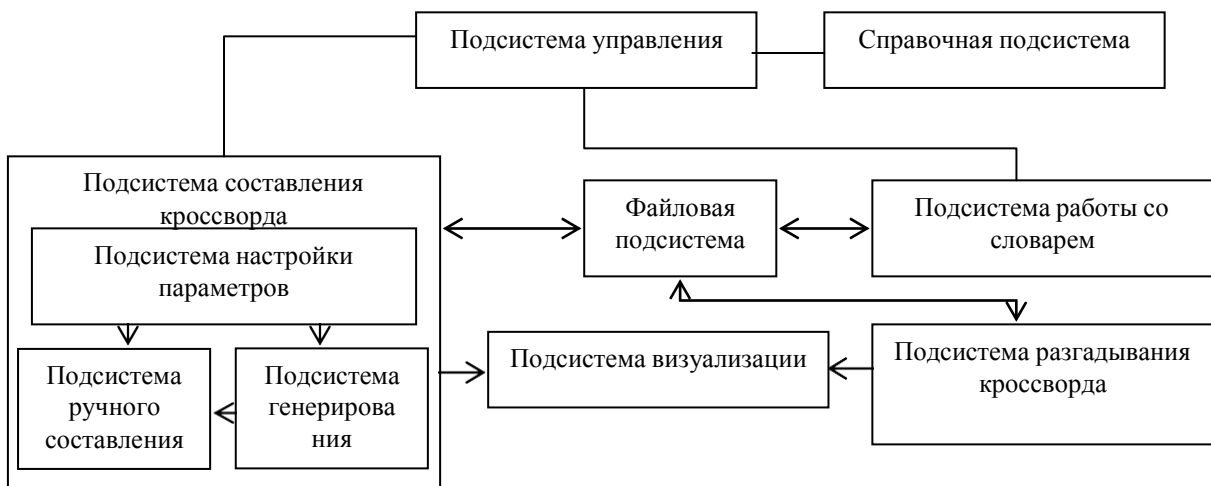 Подсистема управления
Справочная подсистема
Подсистема составления
кроссворда
Подсистема настройки
параметров
Подсистема
ручного
составления
Подсистема
генерирова
ния
Файловая
подсистема
Подсистема работы со
словарем
Подсистема визуализации
Подсистема разгадывания
кроссворда